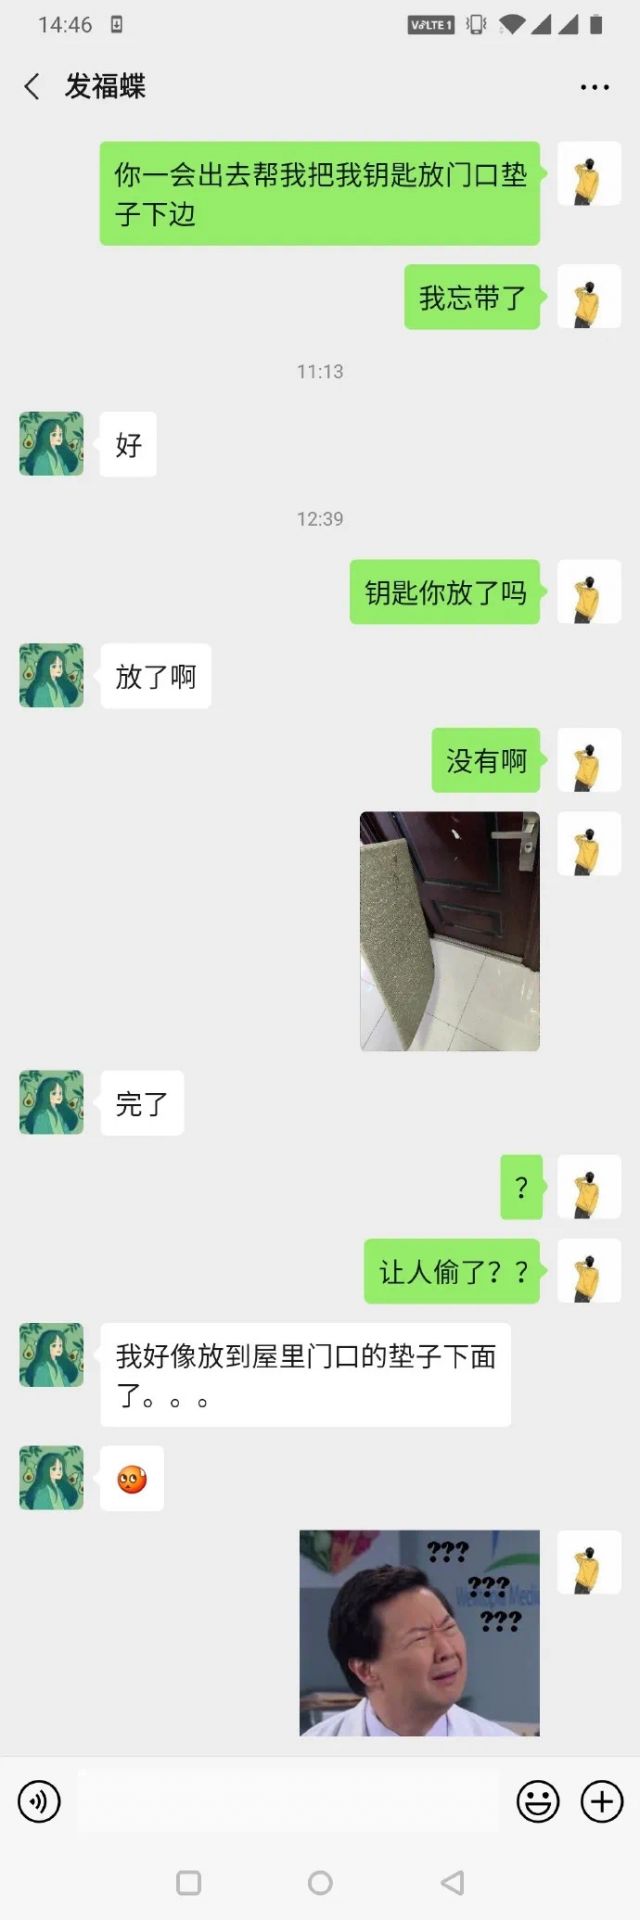 14:46
VoLTE 1
发福蝶
你一会出去帮我把我钥匙放门口垫
子下边
我忘带了
11:13
好
12:39
钥匙你放了吗
放了啊
没有啊
完了
？
让人偷了？？
我好像放到屋里门口的垫子下面
了。。。
???
???
???